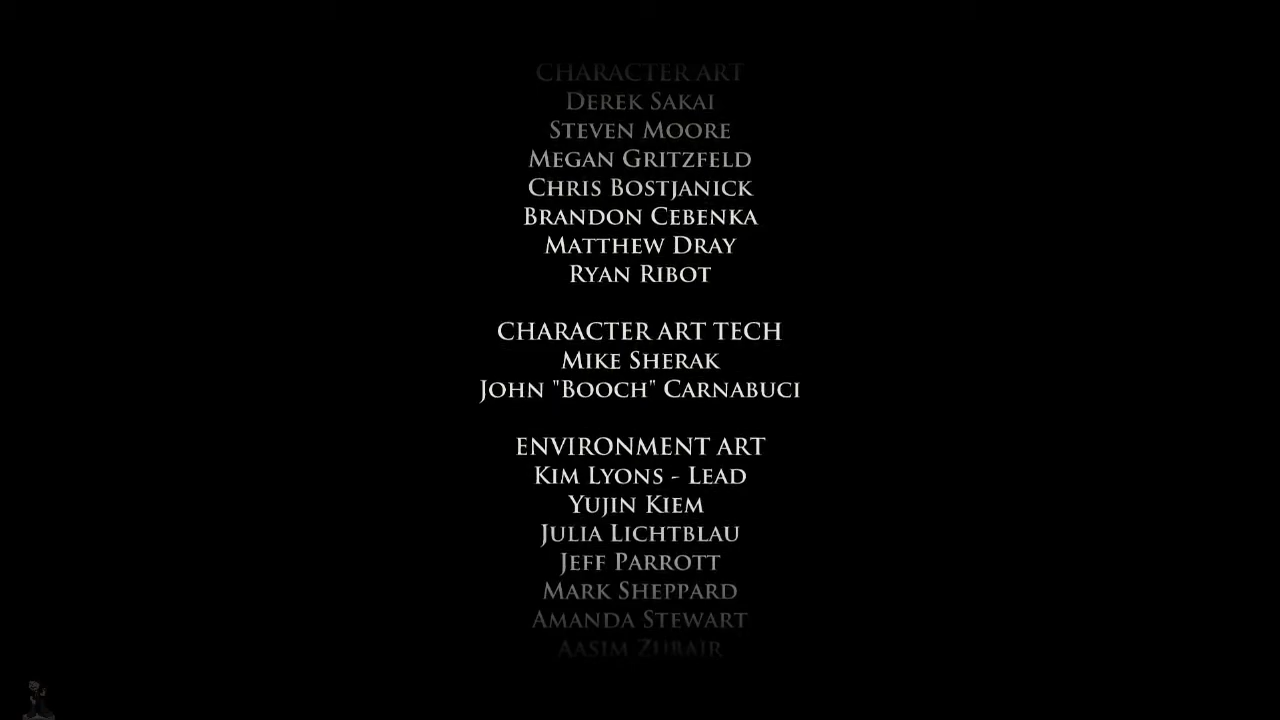 CHARACTER ART
DEREK SAKAI
STEVEN MOORE
MEGAN GRITZFELD
CHRIS BOSTJANICK
BRANDON CEBENKA
MATTHEW DRAY
RYAN RIBOT
CHARACTER ART TECH
MIKE SHERAK
JOHN "BOOCH" CARNABUCI
ENVIRONMENT ART
KIM LYONS - LEAD
YUJIN KIEM
JULIA LICHTBLAU
JEFF PARROTT
MARK SHEPPARD
AMANDA STEWART
AASIM ZUBAIR